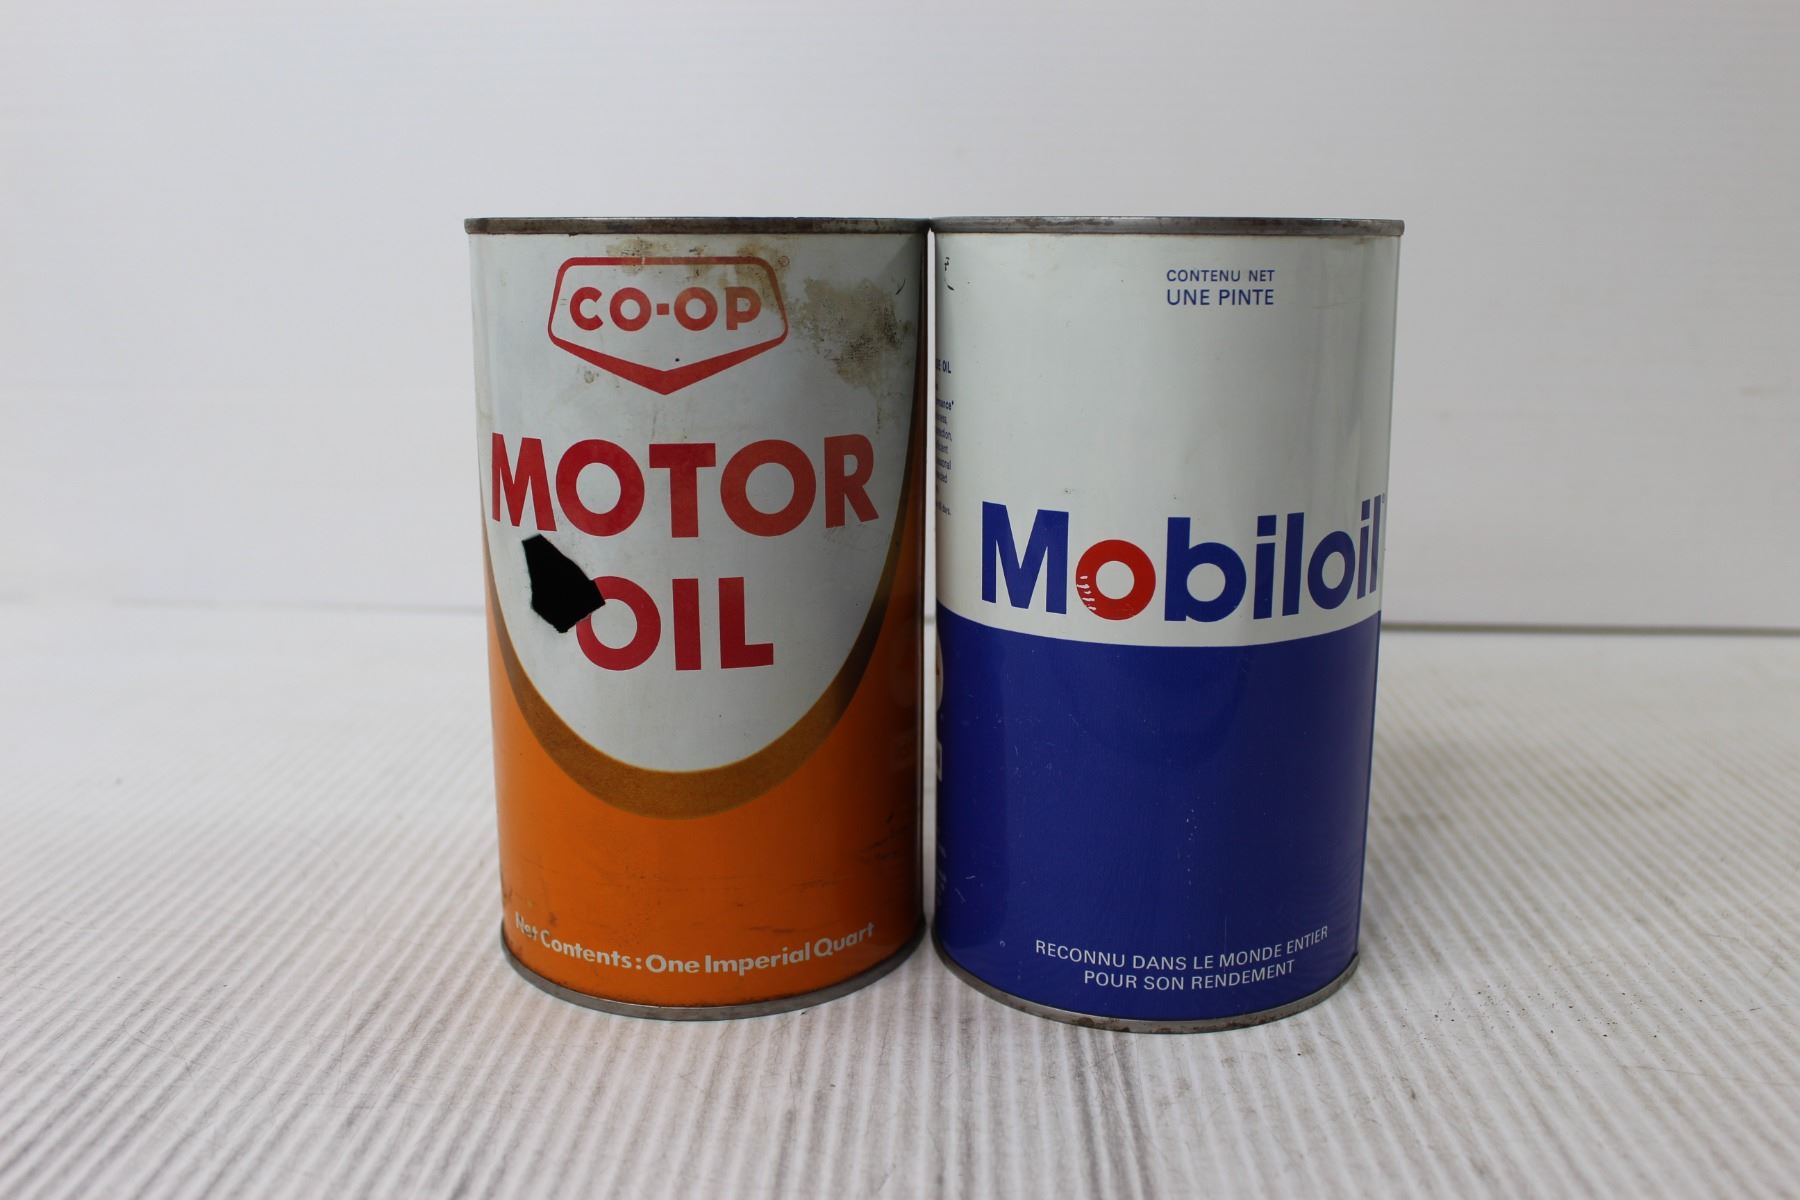 CO-OP
MOTOR
OIL
Net Contents: One Imperial Quart
CONTENU NET
UNE PINTE
OIL
Mobiloil
RECONNU DANS LE MONDE ENTIER
POUR SON RENDEMENT